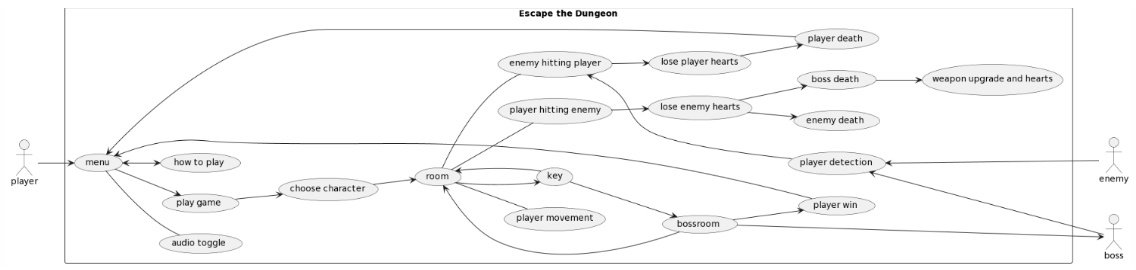 Escape the Dungeon
player death
enemy hitting player
lose player hearts
boss death
weapon upgrade and hearts
player hitting enemy
lose enemy hearts
enemy death
player
menu
how to play
player detection
enemy
choose character
room
key
play game
player win
player movement
bossroom
audio toggle
boss